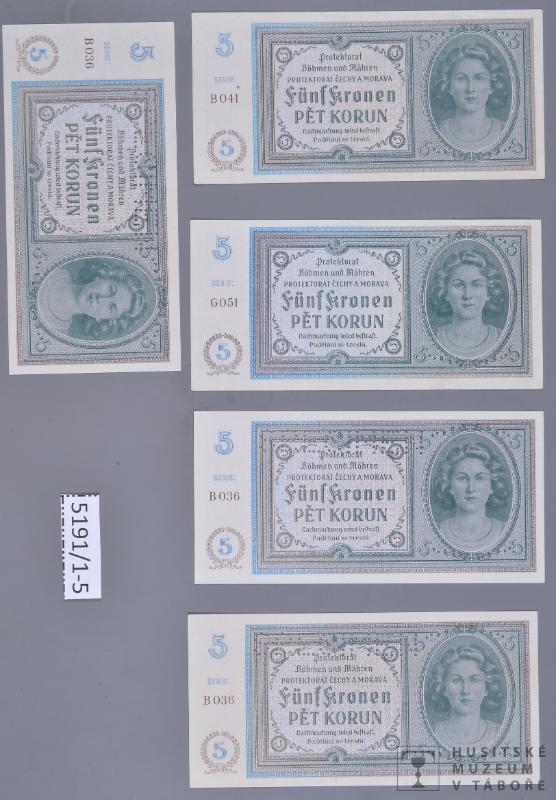 5
SERIE:
B036
5
Protektorat
Böhmen und Mähren
PROTEKTORÁT ČECHY A MORAVA
Fünf Kronen
PĚT KORUN
Nachmachung wird bestraft.
Padělání se trestá.
5
SERIE:
B041
5
Protektorat
Böhmen und Mähren
PROTEKTORÁT ČECHY A MORAVA
Fünf Kronen
PĚT KORUN
Nachmachung wird bestraft.
Padělání se trestá.
5
SERIE:
G051
5
Protektorat
Böhmen und Mähren
PROTEKTORÁT ČECHY A MORAVA
Fünf Kronen
PĚT KORUN
Nachmachung wird bestraft.
Padělání se trestá.
5
SERIE:
B036
5
Protektorat
Böhmen und Mähren
PROTEKTORÁT ČECHY A MORAVA
Fünf Kronen
PĚT KORUN
Nachmachung wird bestraft.
Padělání se trestá.
5
SERIE:
B036
5
Protektorat
Böhmen und Mähren
PROTEKTORÁT ČECHY A MORAVA
Fünf Kronen
PĚT KORUN
Nachmachung wird bestraft.
Padělání se trestá.
5191/1-5
HUSITSKÉ
MUZEUM
V TÁBOŘE